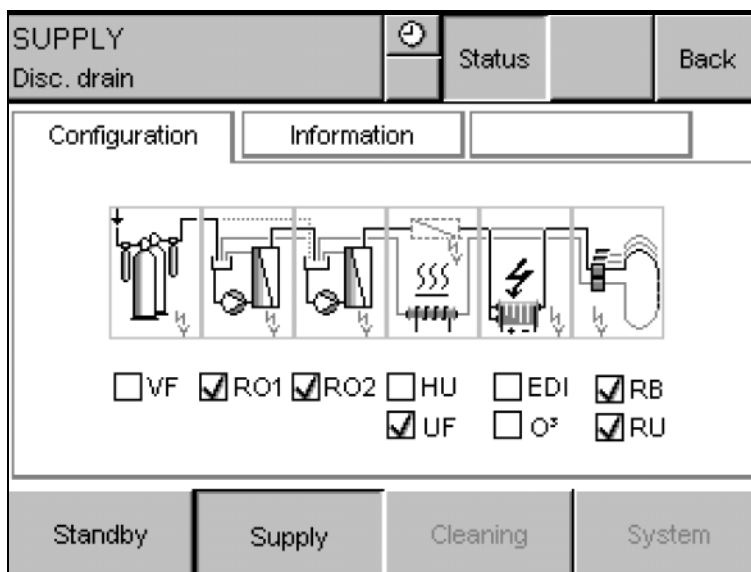 SUPPLY
Disc. drain
Status
Back
Configuration
Information
+ -
VF
RO1
RO2
HU
EDI
RB
UF
O³
RU
Standby
Supply
Cleaning
System